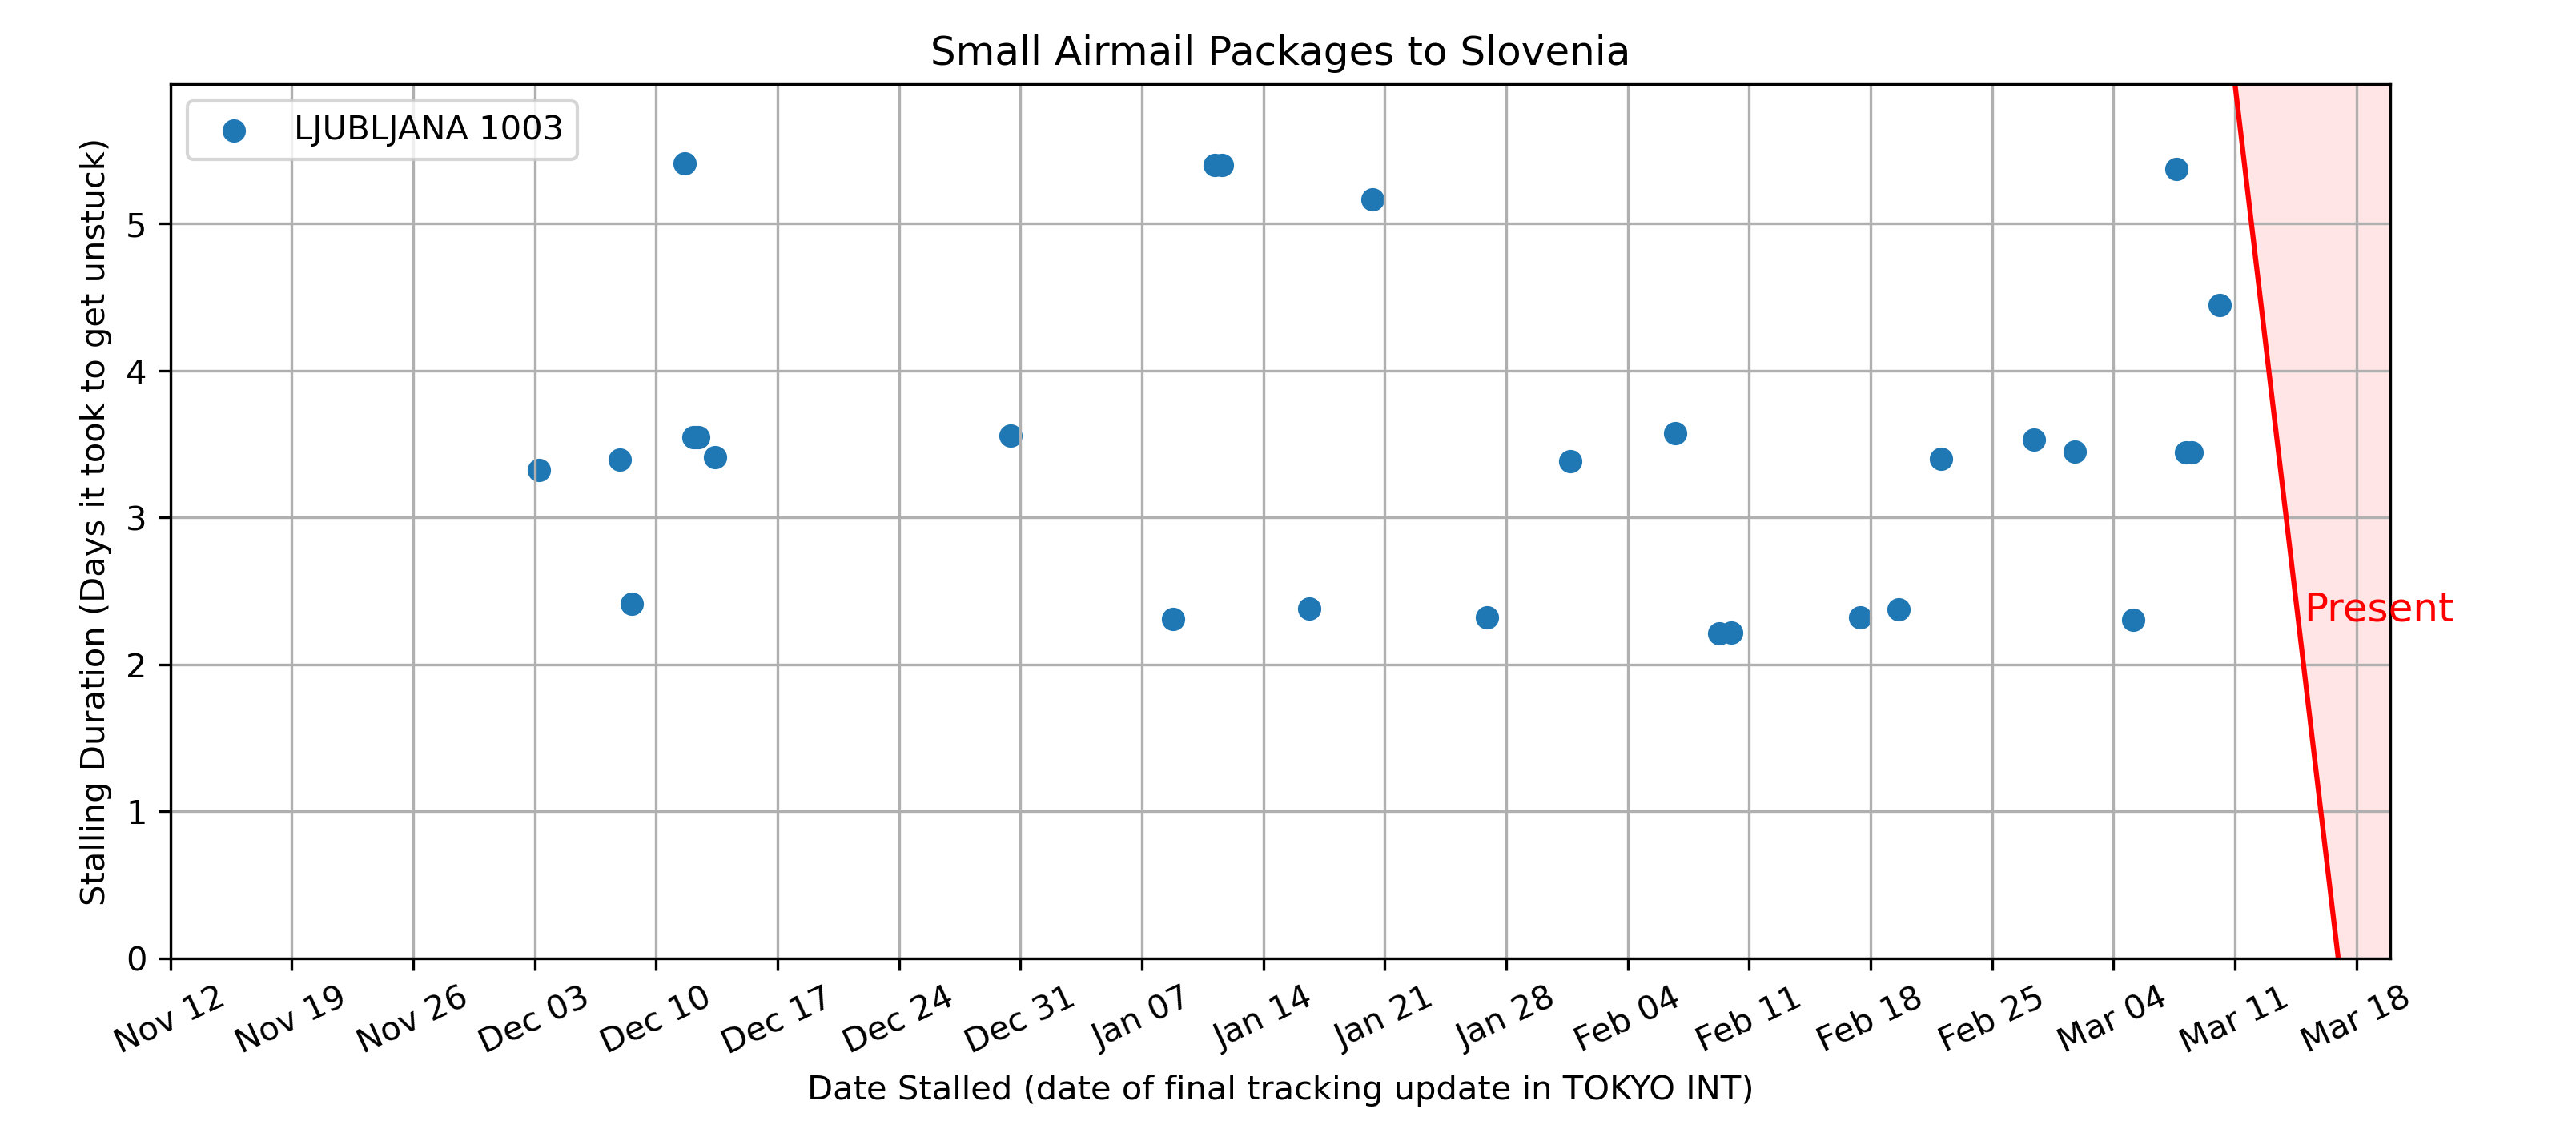 Small Airmail Packages to Slovenia
LJUBLJANA 1003
Stalling Duration (Days it took to get unstuck)
5
4
3
2
1
0
Present
Nov 12
Nov 19
Nov 26
Dec 03
Dec 10
Dec 17
Dec 24
Dec 31
Jan 07
Jan 14
Jan 21
Jan 28
Feb 04
Feb 11
Feb 18
Feb 25
Mar 04
Mar 11
Mar 18
Date Stalled (date of final tracking update in TOKYO INT)